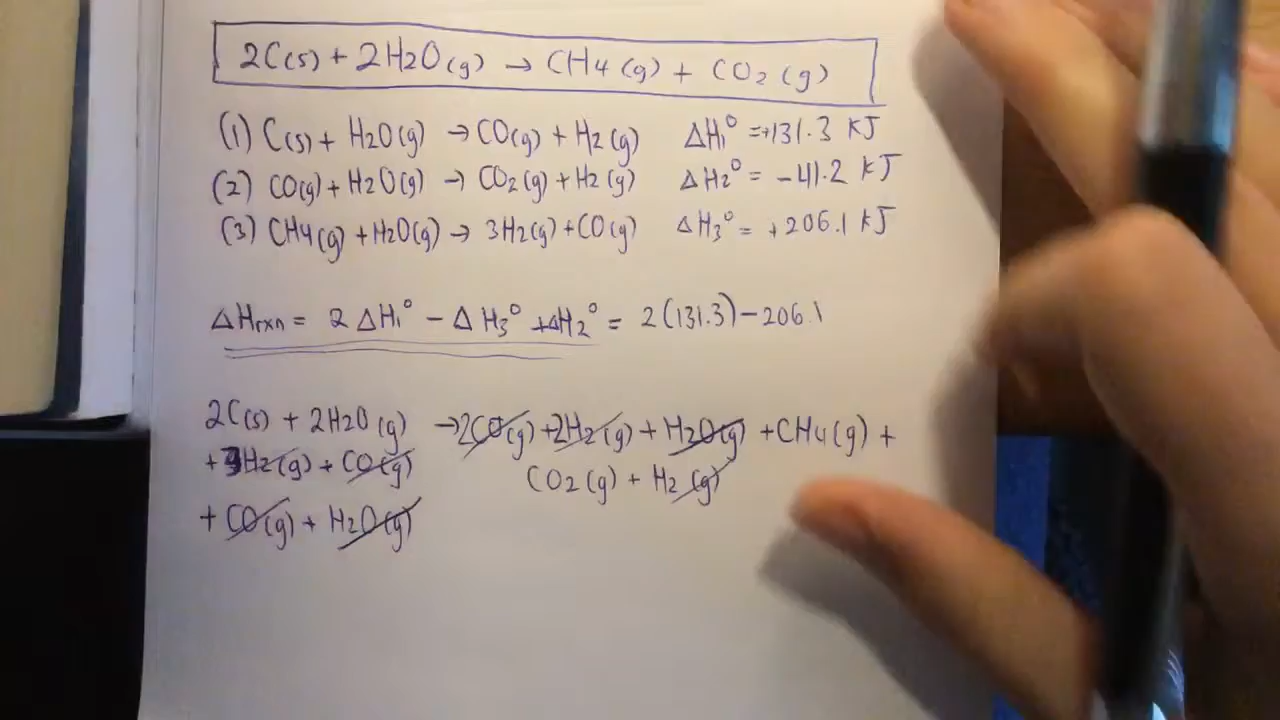 2C(s) + 2H2O(g) → CH4(g) + CO2(g)
(1) C(s) + H2O(g) → CO(g) + H2(g) ΔH1° = +131.3 kJ
(2) CO(g) + H2O(g) → CO2(g) + H2(g) ΔH2° = -41.2 kJ
(3) CH4(g) + H2O(g) → 3H2(g) + CO(g) ΔH3° = +206.1 kJ
ΔHrxn = 2ΔH1° - ΔH3° + ΔH2° = 2(131.3) - 206.1
2C(s) + 2H2O(g) → 2CO(g) + 2H2(g) + H2O(g) + CH4(g) +
+ 3H2(g) + CO(g) CO2(g) + H2(g)
+ CO(g) + H2O(g)